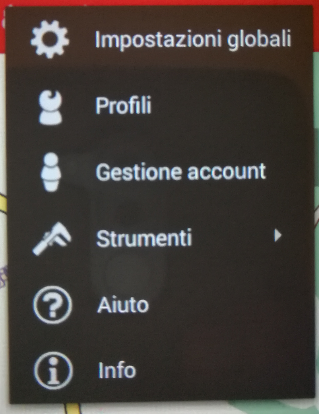 Impostazioni globali
Profili
Gestione account
Strumenti
Aiuto
Info